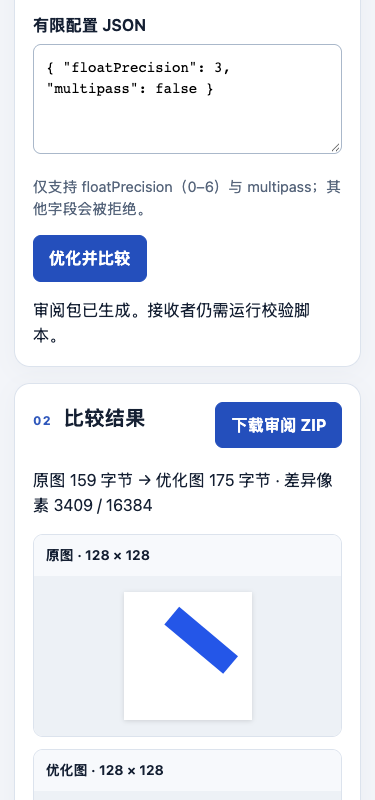 有限配置 JSON
{ "floatPrecision": 3,
"multipass": false }
仅支持 floatPrecision（0–6）与 multipass；其
他字段会被拒绝。
优化并比较
审阅包已生成。接收者仍需运行校验脚
本。
02 比较结果
下载审阅 ZIP
原图 159 字节 → 优化图 175 字节 · 差异像
素 3409 / 16384
原图 · 128 × 128
优化图 · 128 × 128